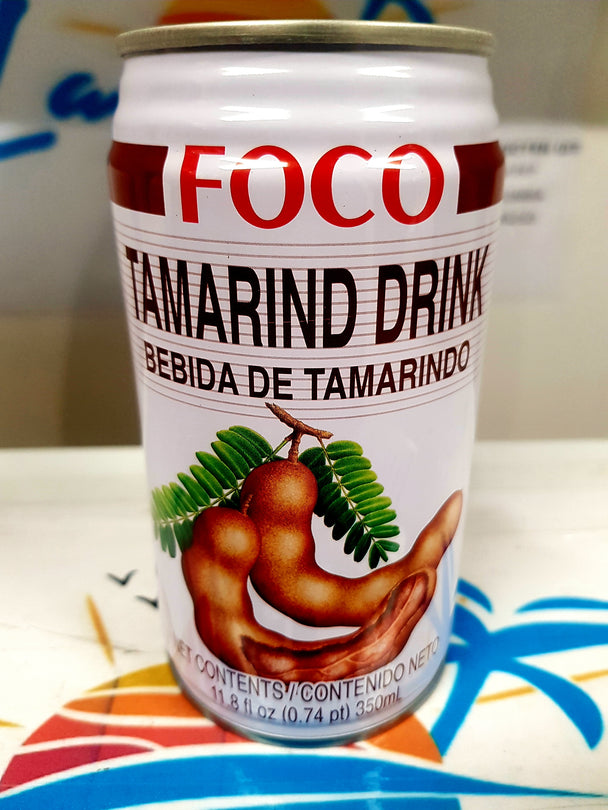 FOCO
TAMARIND DRINK
BEBIDA DE TAMARINDO
NET CONTENTS / CONTENIDO NETO
11.8 fl oz (0.74 pt) 350mL